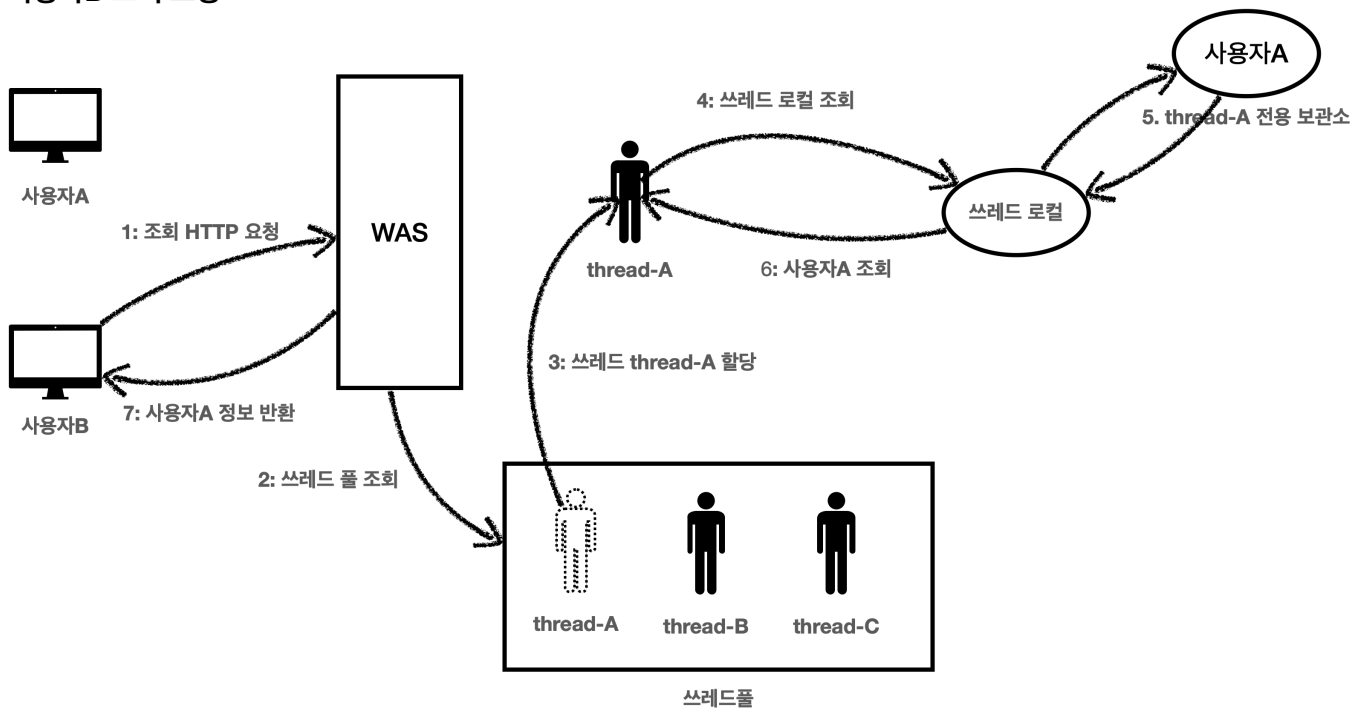 사용자A
4: 쓰레드 로컬 조회
5. thread-A 전용 보관소
사용자A
쓰레드 로컬
1: 조회 HTTP 요청
WAS
thread-A
6: 사용자A 조회
3: 쓰레드 thread-A 할당
7: 사용자A 정보 반환
사용자B
2: 쓰레드 풀 조회
thread-A
thread-B
thread-C
쓰레드풀